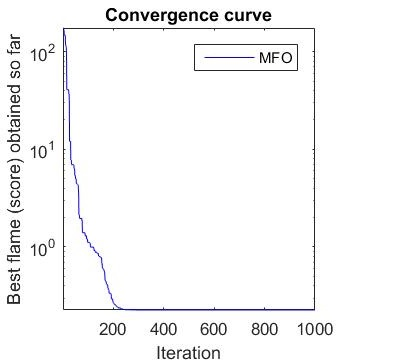 Convergence curve
MFO
Best flame (score) obtained so far
10²
10¹
10⁰
200 400 600 800 1000
Iteration